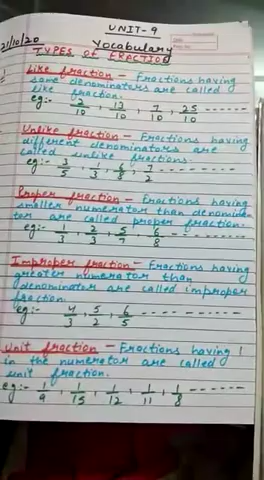 UNIT-9
21/10/20
Vocabulary
TYPES OF FRACTION
Like fraction - Fractions having
same denominators are called
like fraction.
eg:- 2/10, 13/10, 7/10, 25/10 ------
Unlike fraction - Fractions having
different denominators are
called unlike fractions.
eg:- 3/5, 1/3, 6/8, 7/2 ------
Proper fraction - Fractions having
smaller numerator than denomina-
tor are called proper fraction.
eg:- 1/3, 2/3, 5/7, 6/8 ------
Improper fraction - Fractions having
greater numerator than
denominator are called improper
fraction.
eg:- 4/3, 5/2, 6/5 ------
Unit fraction - Fractions having 1
in the numerator are called
unit fraction.
eg:- 1/9, 1/15, 1/12, 1/11, 1/8 ------